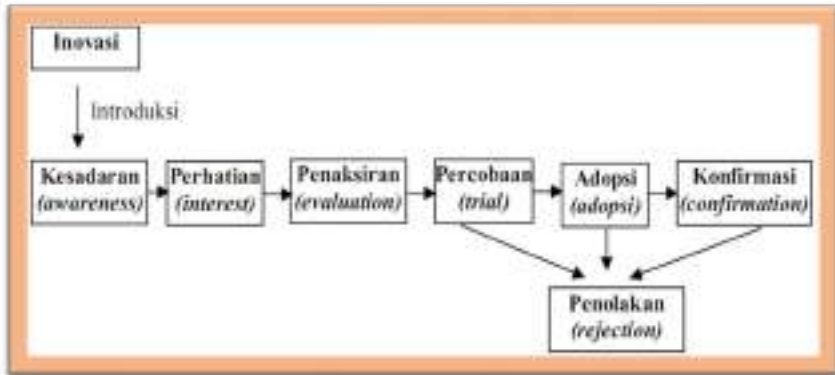 Inovasi
Introduksi
Kesadaran
(awareness)
Perhatian
(interest)
Penaksiran
(evaluation)
Percobaan
(trial)
Adopsi
(adopsi)
Konfirmasi
(confirmation)
Penolakan
(rejection)